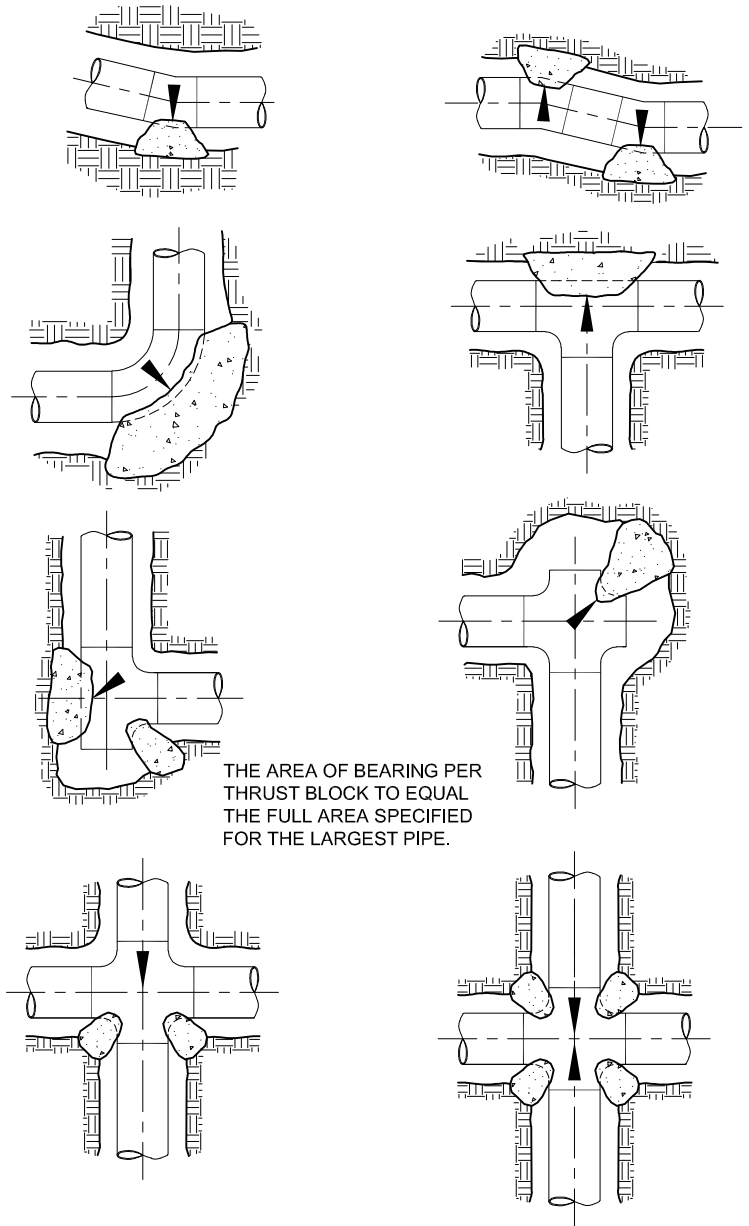 THE AREA OF BEARING PER
THRUST BLOCK TO EQUAL
THE FULL AREA SPECIFIED
FOR THE LARGEST PIPE.